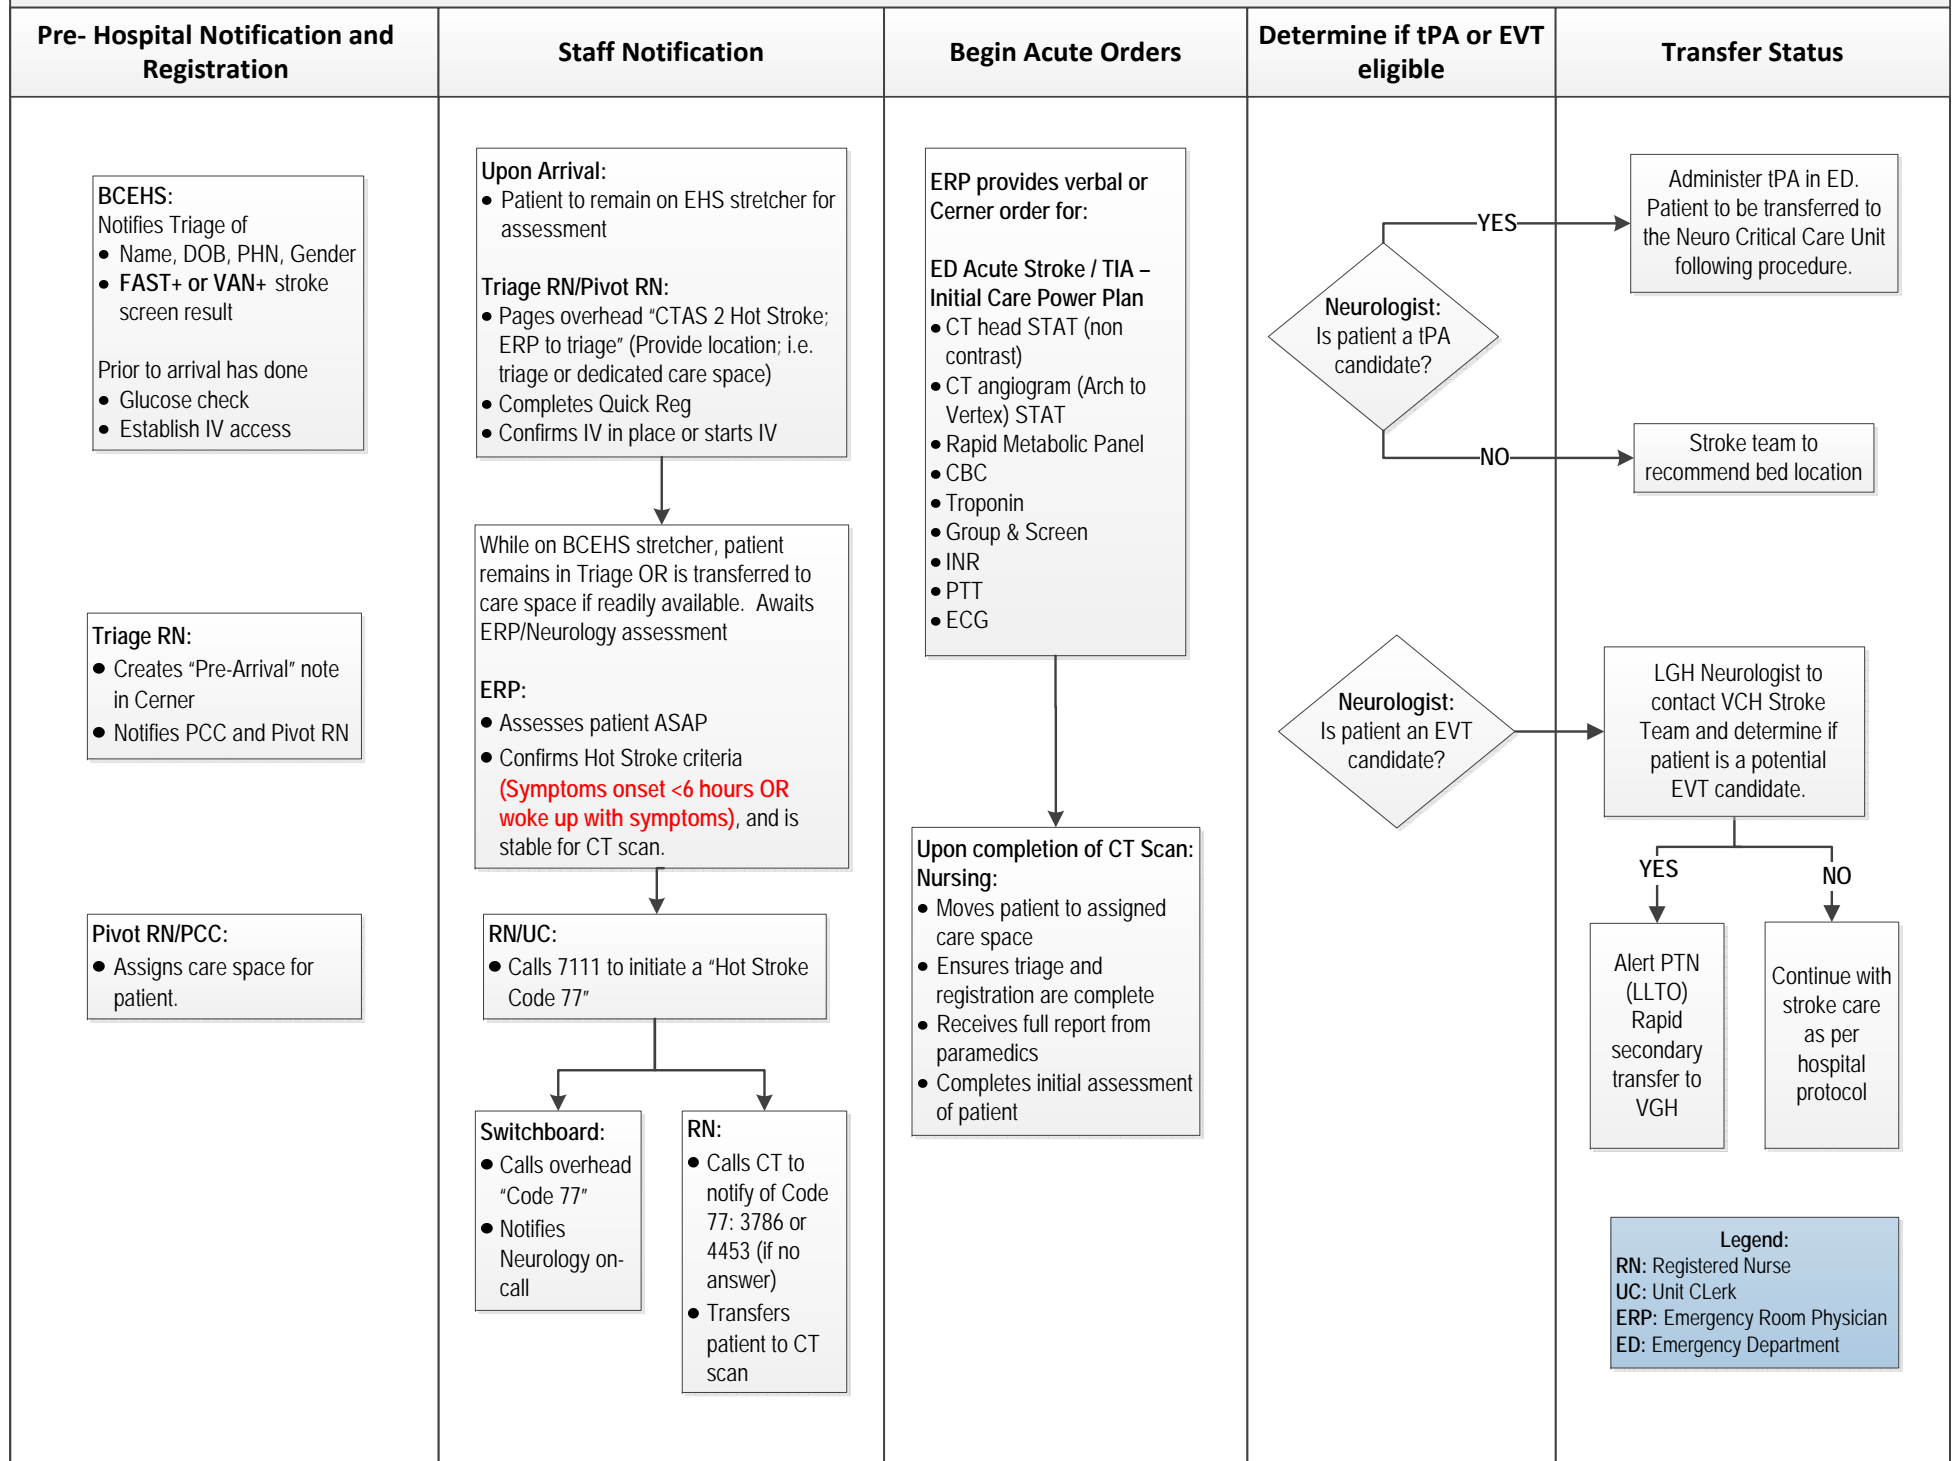 Pre- Hospital Notification and
Registration
Staff Notification
Begin Acute Orders
Determine if tPA or EVT
eligible
Transfer Status
BCEHS:
Notifies Triage of
• Name, DOB, PHN, Gender
• FAST+ or VAN+ stroke
screen result
Prior to arrival has done
• Glucose check
• Establish IV access
Triage RN:
• Creates “Pre-Arrival” note
in Cerner
• Notifies PCC and Pivot RN
Pivot RN/PCC:
• Assigns care space for
patient.
Upon Arrival:
• Patient to remain on EHS stretcher for
assessment
Triage RN/Pivot RN:
• Pages overhead “CTAS 2 Hot Stroke;
ERP to triage” (Provide location; i.e.
triage or dedicated care space)
• Completes Quick Reg
• Confirms IV in place or starts IV
While on BCEHS stretcher, patient
remains in Triage OR is transferred to
care space if readily available.  Awaits
ERP/Neurology assessment
ERP:
• Assesses patient ASAP
• Confirms Hot Stroke criteria
(Symptoms onset <6 hours OR
woke up with symptoms), and is
stable for CT scan.
RN/UC:
• Calls 7111 to initiate a “Hot Stroke
Code 77”
Switchboard:
• Calls overhead
“Code 77”
• Notifies
Neurology on-
call
RN:
• Calls CT to
notify of Code
77: 3786 or
4453 (if no
answer)
• Transfers
patient to CT
scan
ERP provides verbal or
Cerner order for:
ED Acute Stroke / TIA –
Initial Care Power Plan
• CT head STAT (non
contrast)
• CT angiogram (Arch to
Vertex) STAT
• Rapid Metabolic Panel
• CBC
• Troponin
• Group & Screen
• INR
• PTT
• ECG
Upon completion of CT Scan:
Nursing:
• Moves patient to assigned
care space
• Ensures triage and
registration are complete
• Receives full report from
paramedics
• Completes initial assessment
of patient
Neurologist:
Is patient a tPA
candidate?
YES
NO
Neurologist:
Is patient an EVT
candidate?
Administer tPA in ED.
Patient to be transferred to
the Neuro Critical Care Unit
following procedure.
Stroke team to
recommend bed location
LGH Neurologist to
contact VCH Stroke
Team and determine if
patient is a potential
EVT candidate.
YES
NO
Alert PTN
(LLTO)
Rapid
secondary
transfer to
VGH
Continue with
stroke care
as per
hospital
protocol
Legend:
RN: Registered Nurse
UC: Unit CLerk
ERP: Emergency Room Physician
ED: Emergency Department